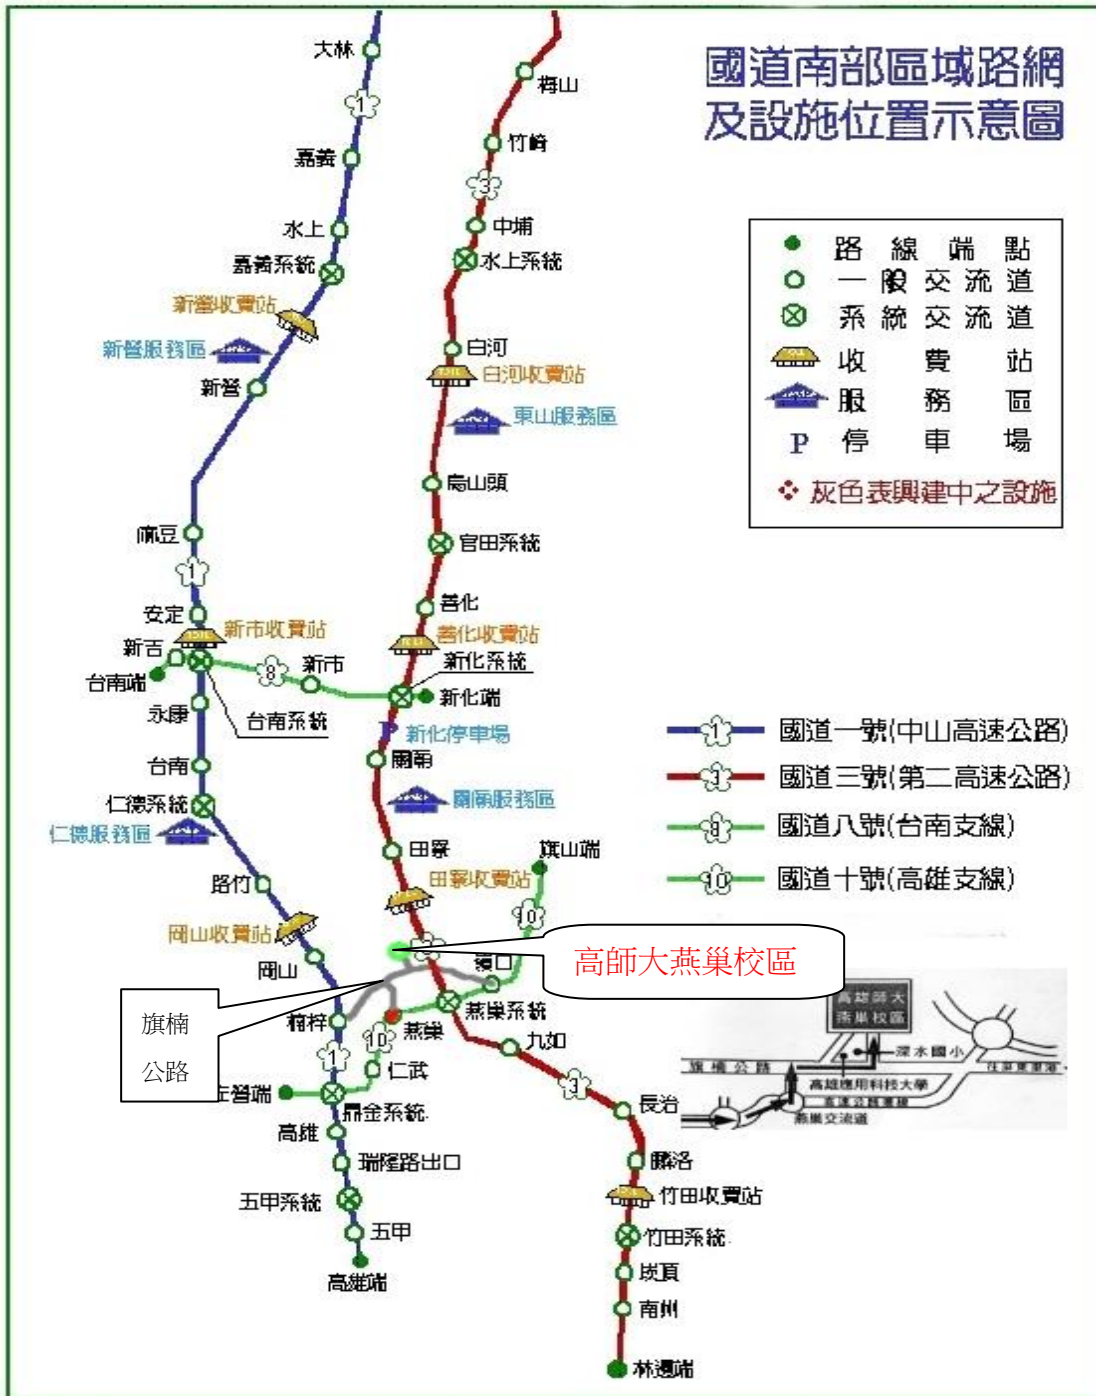 國道南部區域路網
及設施位置示意圖
大林
梅山
1
竹崎
嘉義
3
水上
中埔
嘉義系統
水上系統
路線端點
一般交流道
系統交流道
收費站
服務區
P 停車場
灰色表興建中之設施
新營收費站
新營服務區
白河
新營
白河收費站
東山服務區
烏山頭
麻豆
官田系統
1
安定
善化
新市收費站
善化收費站
新吉
新化系統
台南端
8
新市
新化端
永康
台南系統
P 新化停車場
台南
關廟
仁德系統
關廟服務區
仁德服務區
1 國道一號(中山高速公路)
3 國道三號(第二高速公路)
8 國道八號(台南支線)
10 國道十號(高雄支線)
田寮
旗山端
路竹
田寮收費站
10
岡山收費站
高師大燕巢校區
岡山
嶺口
旗楠
公路
楠梓
燕巢
燕巢系統
1
10
九如
仁武
3
左營端
鼎金系統
長治
高雄
瑞隆路出口
麟洛
五甲系統
竹田收費站
五甲
竹田系統
高雄端
崁頂
南州
林邊端
高雄師大
燕巢校區
深水國小
旗楠公路
高雄應用科技大學
燕巢交流道